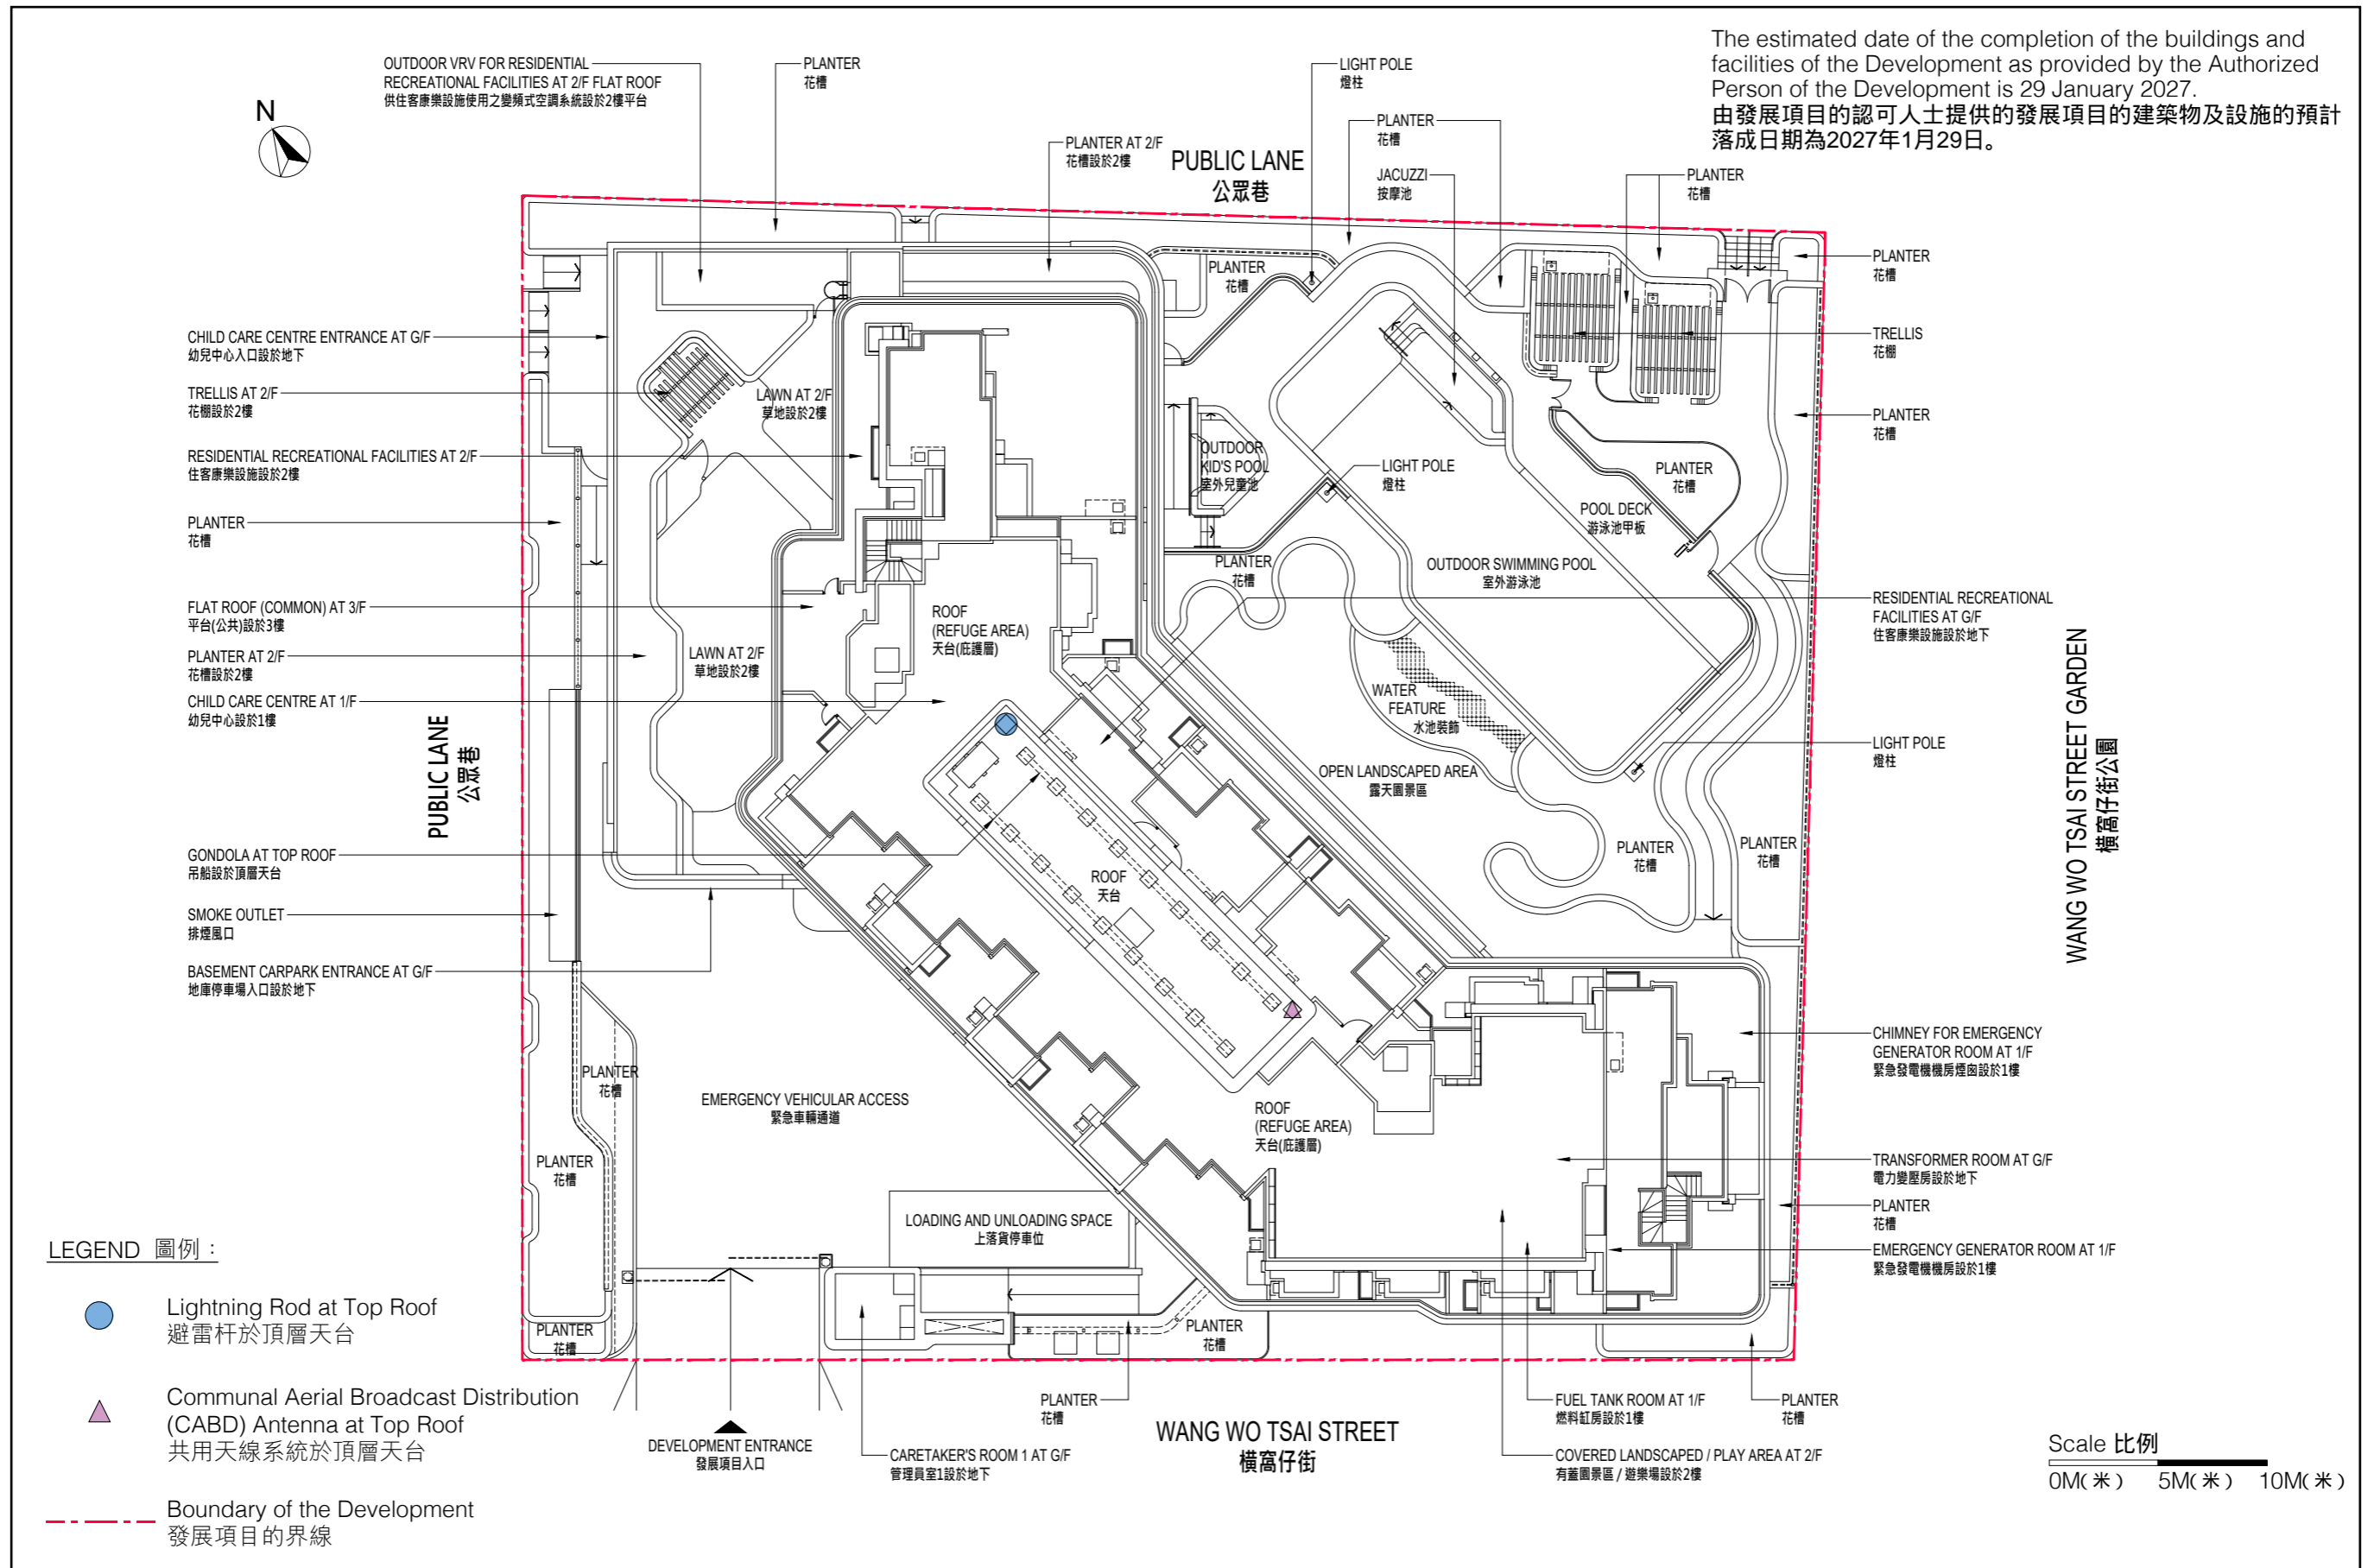 The estimated date of the completion of the buildings and
facilities of the Development as provided by the Authorized
Person of the Development is 29 January 2027.
由發展項目的認可人士提供的發展項目的建築物及設施的預計
落成日期為2027年1月29日。
N
OUTDOOR VRV FOR RESIDENTIAL
RECREATIONAL FACILITIES AT 2/F FLAT ROOF
供住客康樂設施使用之變頻式空調系統設於2樓平台
PLANTER
花槽
PLANTER AT 2/F
花槽設於2樓
PUBLIC LANE
公眾巷
LIGHT POLE
燈柱
PLANTER
花槽
JACUZZI
按摩池
PLANTER
花槽
PLANTER
花槽
TRELLIS
花棚
PLANTER
花槽
RESIDENTIAL RECREATIONAL
FACILITIES AT G/F
住客康樂設施設於地下
LIGHT POLE
燈柱
CHIMNEY FOR EMERGENCY
GENERATOR ROOM AT 1/F
緊急發電機機房煙囪設於1樓
TRANSFORMER ROOM AT G/F
電力變壓房設於地下
PLANTER
花槽
EMERGENCY GENERATOR ROOM AT 1/F
緊急發電機機房設於1樓
WANG WO TSAI STREET GARDEN
橫窩仔街公園
CHILD CARE CENTRE ENTRANCE AT G/F
幼兒中心入口設於地下
TRELLIS AT 2/F
花棚設於2樓
RESIDENTIAL RECREATIONAL FACILITIES AT 2/F
住客康樂設施設於2樓
PLANTER
花槽
FLAT ROOF (COMMON) AT 3/F
平台(公共)設於3樓
PLANTER AT 2/F
花槽設於2樓
CHILD CARE CENTRE AT 1/F
幼兒中心設於1樓
PUBLIC LANE
公眾巷
GONDOLA AT TOP ROOF
吊船設於頂層天台
SMOKE OUTLET
排煙風口
BASEMENT CARPARK ENTRANCE AT G/F
地庫停車場入口設於地下
LAWN AT 2/F
草地設於2樓
LAWN AT 2/F
草地設於2樓
PLANTER
花槽
OUTDOOR
KID'S POOL
室外兒童池
LIGHT POLE
燈柱
PLANTER
花槽
PLANTER
花槽
POOL DECK
游泳池甲板
OUTDOOR SWIMMING POOL
室外游泳池
ROOF
(REFUGE AREA)
天台(庇護層)
WATER
FEATURE
水池裝飾
OPEN LANDSCAPED AREA
露天園景區
PLANTER
花槽
PLANTER
花槽
ROOF
天台
PLANTER
花槽
EMERGENCY VEHICULAR ACCESS
緊急車輛通道
ROOF
(REFUGE AREA)
天台(庇護層)
PLANTER
花槽
LOADING AND UNLOADING SPACE
上落貨停車位
PLANTER
花槽
PLANTER
花槽
DEVELOPMENT ENTRANCE
發展項目入口
CARETAKER'S ROOM 1 AT G/F
管理員室1設於地下
PLANTER
花槽
WANG WO TSAI STREET
橫窩仔街
FUEL TANK ROOM AT 1/F
燃料缸房設於1樓
COVERED LANDSCAPED / PLAY AREA AT 2/F
有蓋園景區 / 遊樂場設於2樓
PLANTER
花槽
LEGEND 圖例：
Lightning Rod at Top Roof
避雷杆於頂層天台
Communal Aerial Broadcast Distribution
(CABD) Antenna at Top Roof
共用天線系統於頂層天台
Boundary of the Development
發展項目的界線
Scale 比例
0M(米) 5M(米) 10M(米)